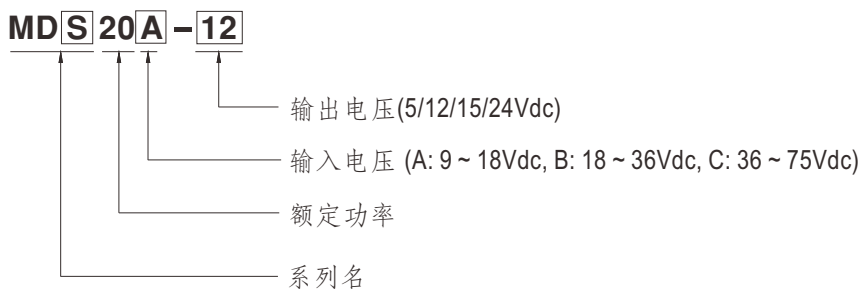 MDS20A-12
输出电压(5/12/15/24Vdc)
输入电压 (A: 9 ~ 18Vdc, B: 18 ~ 36Vdc, C: 36 ~ 75Vdc)
额定功率
系列名